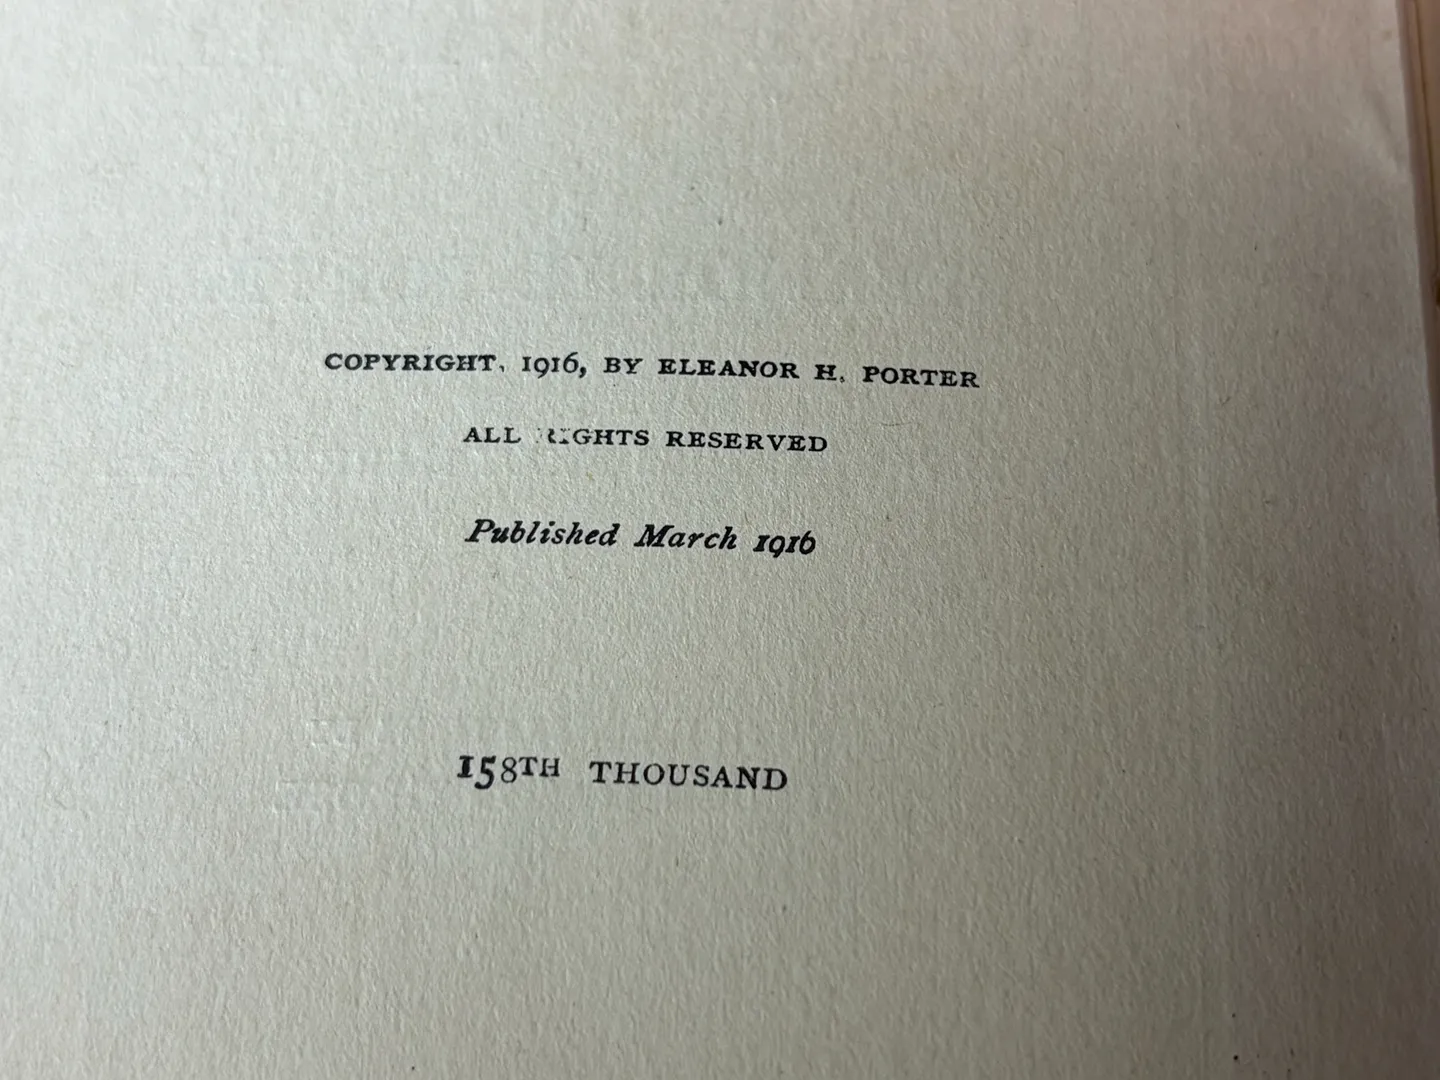 COPYRIGHT, 1916, BY ELEANOR H. PORTER
ALL RIGHTS RESERVED
Published March 1916
158TH THOUSAND